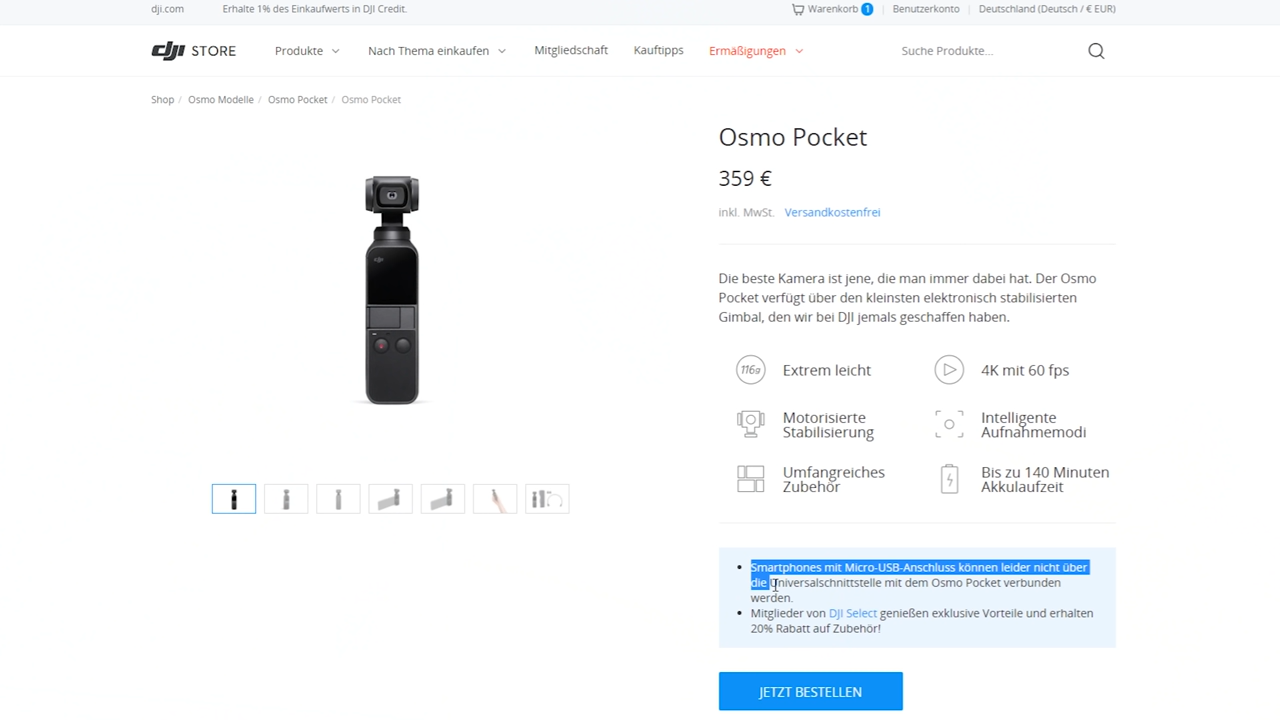 dji.com
Erhalte 1% des Einkaufwerts in DJI Credit.
Warenkorb 1
Benutzerkonto
Deutschland (Deutsch / € EUR)
dji STORE
Produkte
Nach Thema einkaufen
Mitgliedschaft
Kauftipps
Ermäßigungen
Suche Produkte...
Shop / Osmo Modelle / Osmo Pocket / Osmo Pocket
Osmo Pocket
359 €
inkl. MwSt. Versandkostenfrei
Die beste Kamera ist jene, die man immer dabei hat. Der Osmo
Pocket verfügt über den kleinsten elektronisch stabilisierten
Gimbal, den wir bei DJI jemals geschaffen haben.
116g
Extrem leicht
4K mit 60 fps
Motorisierte
Stabilisierung
Intelligente
Aufnahmemodi
Umfangreiches
Zubehör
Bis zu 140 Minuten
Akkulaufzeit
Smartphones mit Micro-USB-Anschluss können leider nicht über
die Universalschnittstelle mit dem Osmo Pocket verbunden
werden.
Mitglieder von DJI Select genießen exklusive Vorteile und erhalten
20% Rabatt auf Zubehör!
JETZT BESTELLEN